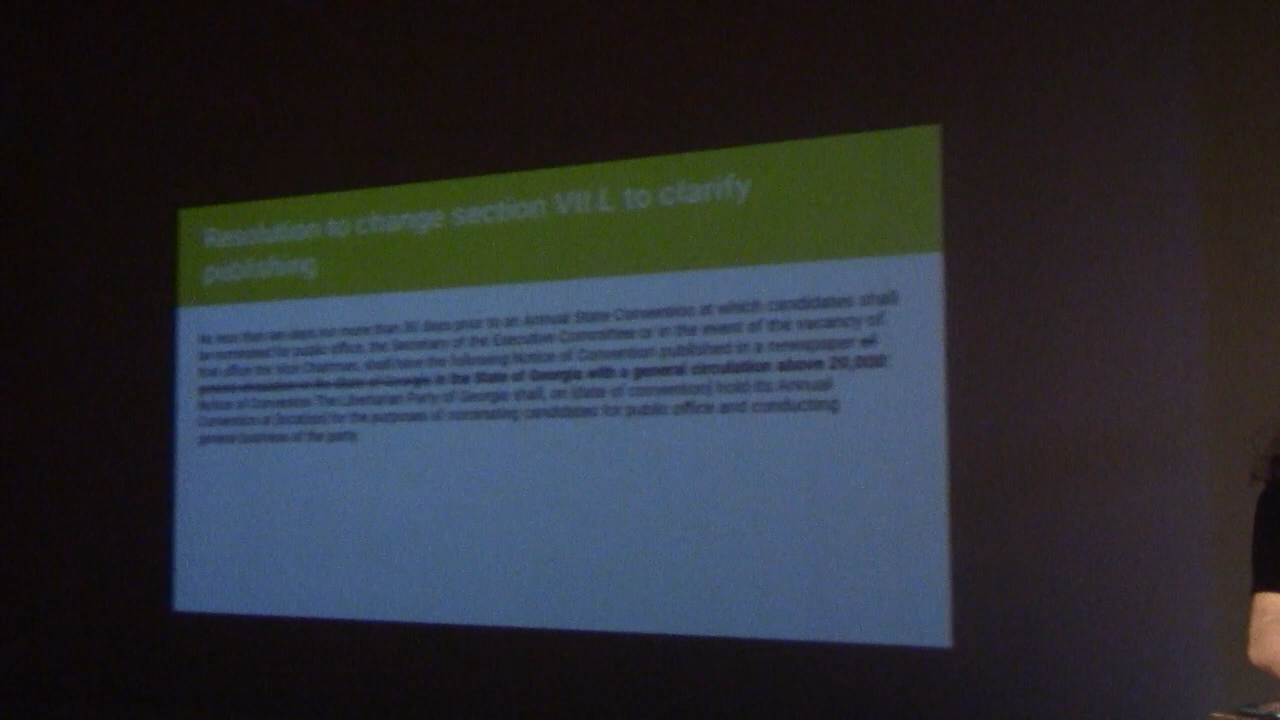 Resolution to change section VII.L to clarify
publishing
No less than ten days nor more than 30 days prior to an Annual State Convention at which candidates shall
be nominated for public office, the Secretary of the Executive Committee or in the event of the vacancy of
that office the Vice Chairman, shall have the following Notice of Convention published in a newspaper of
general circulation in the State of Georgia in the State of Georgia with a general circulation above 20,000:
Notice of Convention: The Libertarian Party of Georgia shall, on (date of convention) hold its Annual
Convention at (location) for the purposes of nominating candidates for public office and conducting
general business of the party.